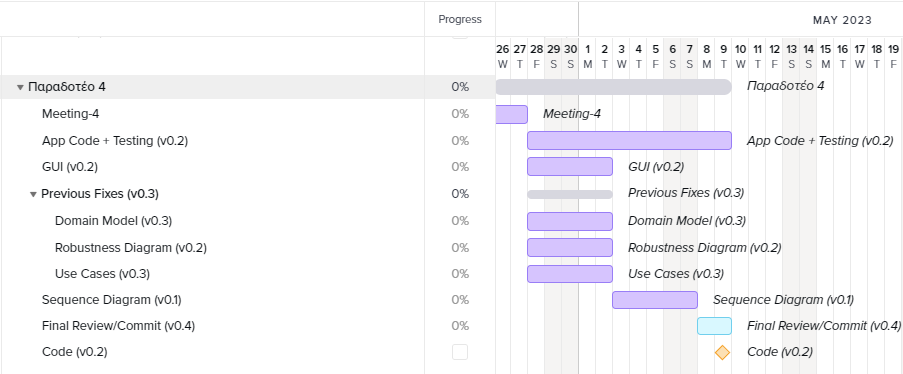 Progress
MAY 2023
26 27 28 29 30 1 2 3 4 5 6 7 8 9 10 11 12 13 14 15 16 17 18 19
W T F S S M T W T F S S M T W T F S S M T W T F
Παραδοτέο 4 0% Παραδοτέο 4
Meeting-4 0% Meeting-4
App Code + Testing (v0.2) 0% App Code + Testing (v0.2)
GUI (v0.2) 0% GUI (v0.2)
Previous Fixes (v0.3) 0% Previous Fixes (v0.3)
Domain Model (v0.3) 0% Domain Model (v0.3)
Robustness Diagram (v0.2) 0% Robustness Diagram (v0.2)
Use Cases (v0.3) 0% Use Cases (v0.3)
Sequence Diagram (v0.1) 0% Sequence Diagram (v0.1)
Final Review/Commit (v0.4) 0% Final Review/Commit (v0.4)
Code (v0.2) Code (v0.2)